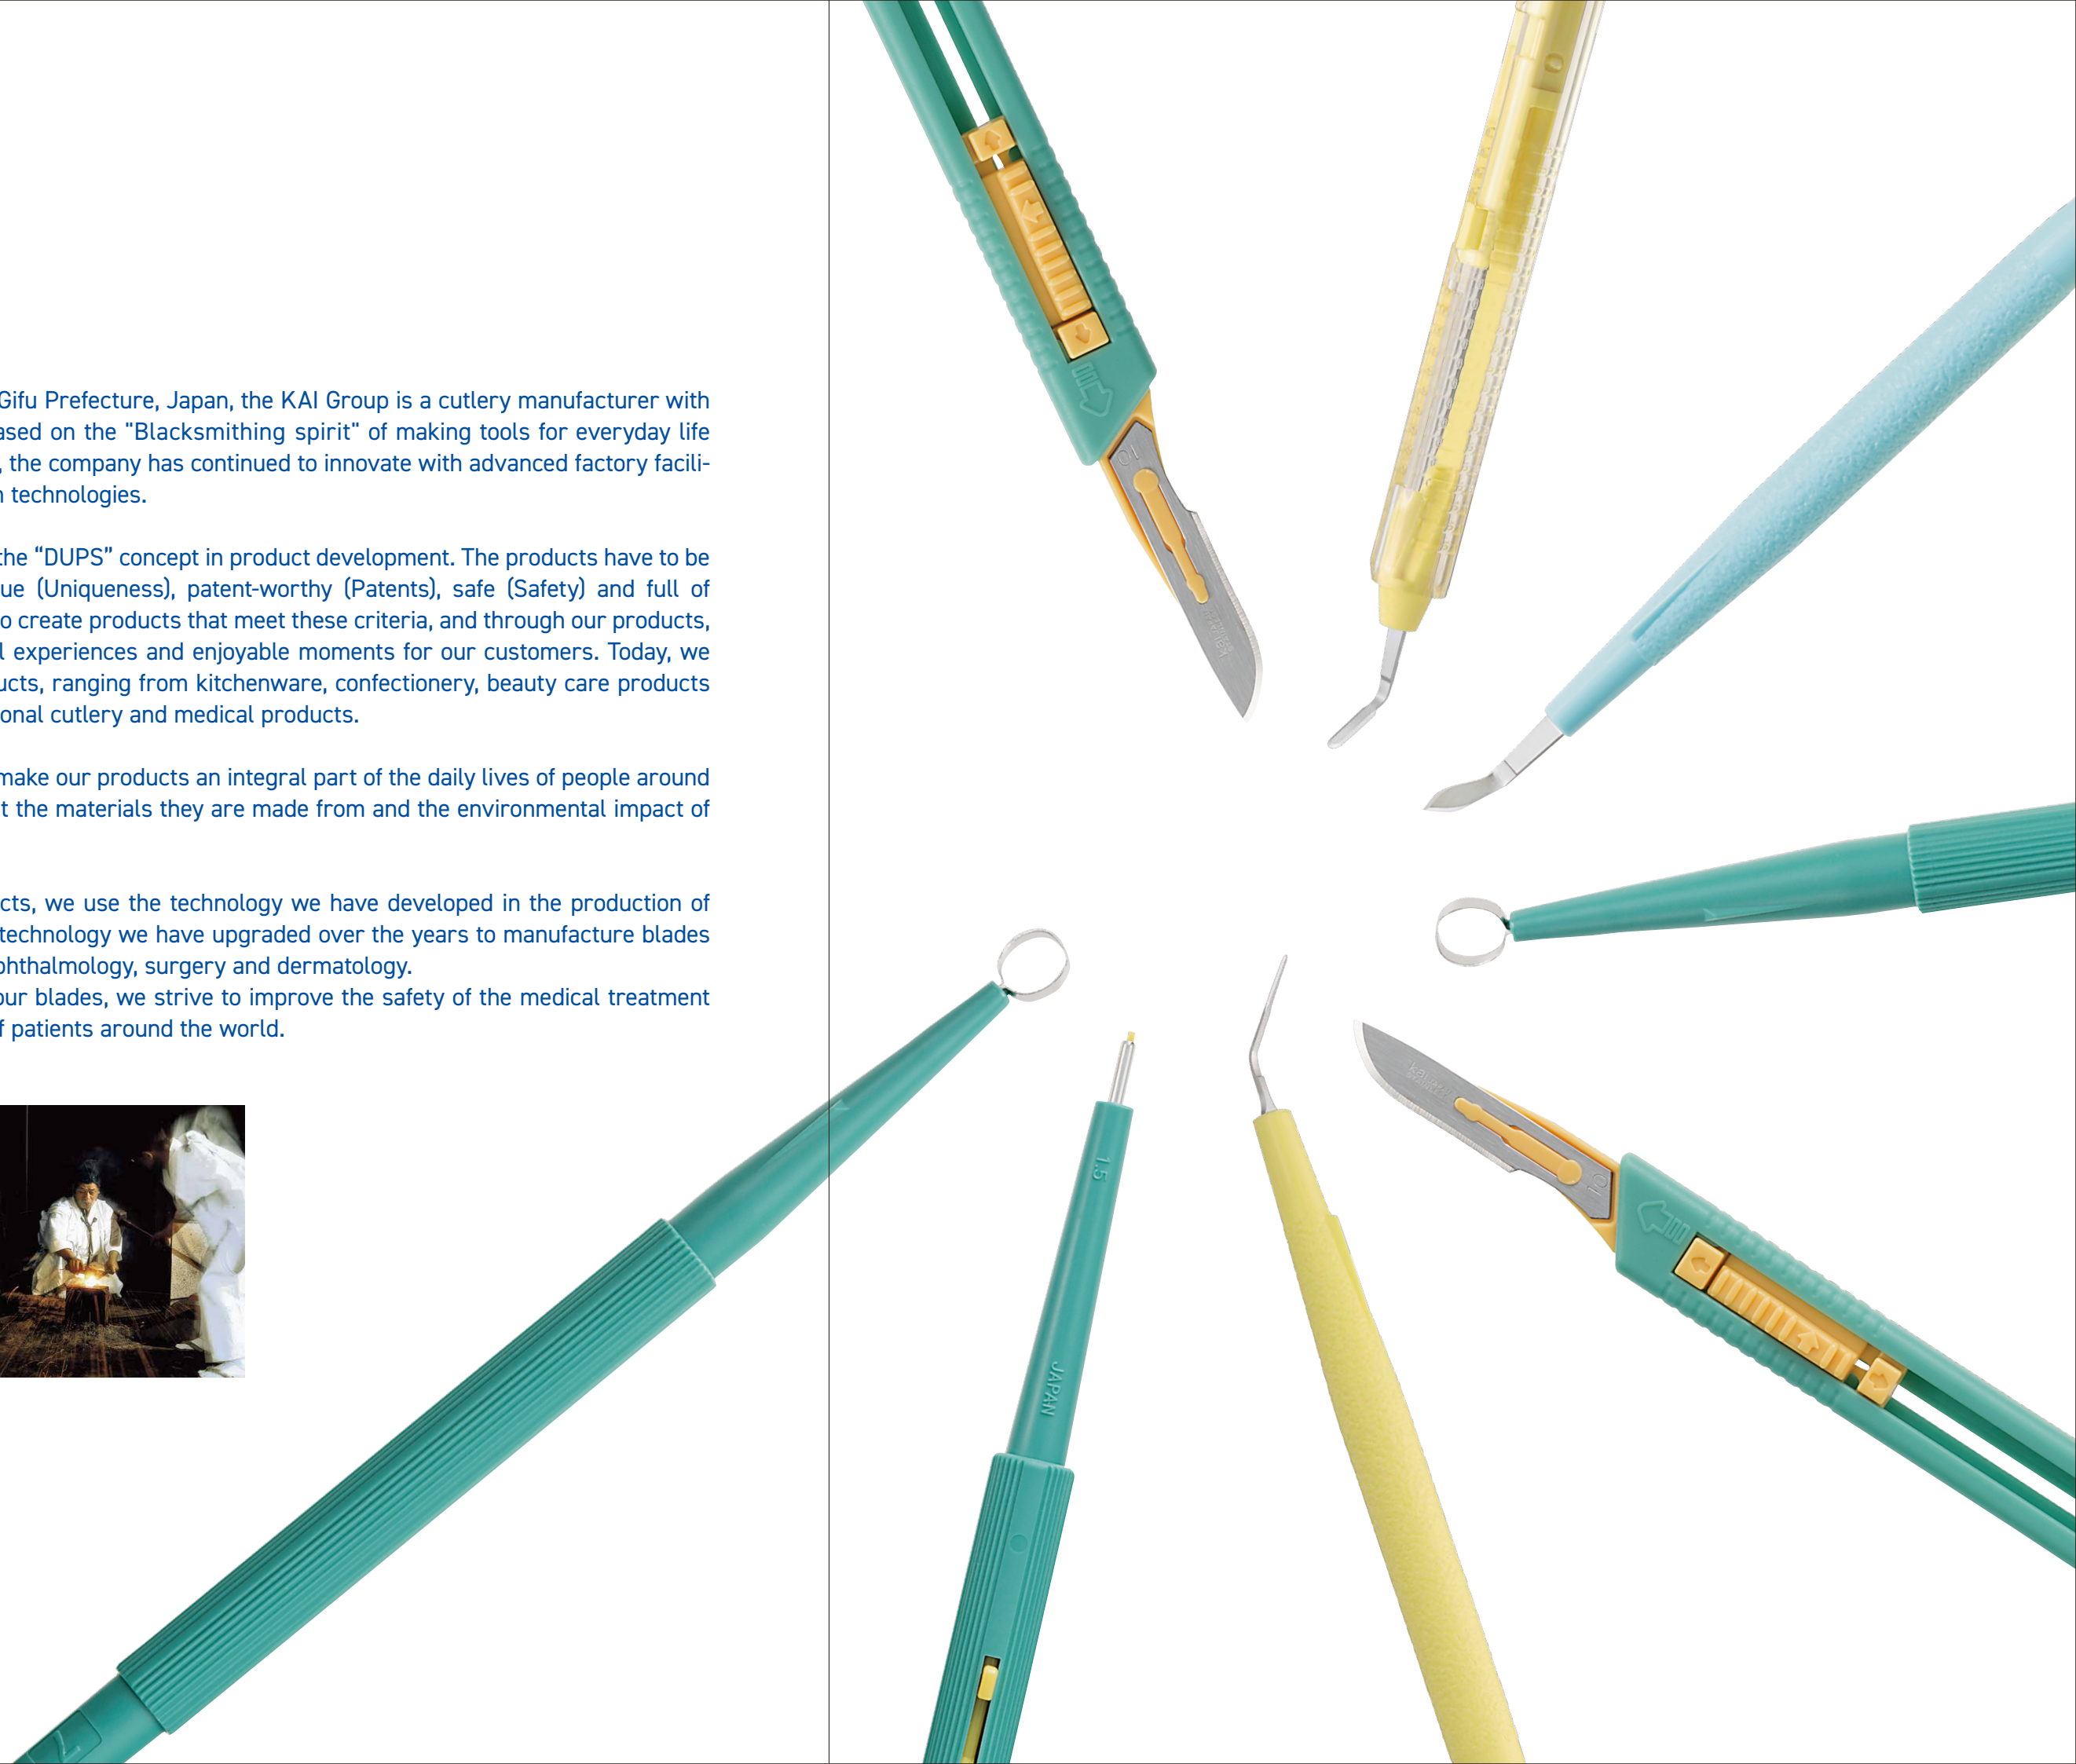 Gifu Prefecture, Japan, the KAI Group is a cutlery manufacturer with
ased on the "Blacksmithing spirit" of making tools for everyday life
, the company has continued to innovate with advanced factory facili-
n technologies.
the “DUPS” concept in product development. The products have to be
ue (Uniqueness), patent-worthy (Patents), safe (Safety) and full of
o create products that meet these criteria, and through our products,
l experiences and enjoyable moments for our customers. Today, we
ucts, ranging from kitchenware, confectionery, beauty care products
onal cutlery and medical products.
make our products an integral part of the daily lives of people around
t the materials they are made from and the environmental impact of
cts, we use the technology we have developed in the production of
technology we have upgraded over the years to manufacture blades
phthalmology, surgery and dermatology.
our blades, we strive to improve the safety of the medical treatment
f patients around the world.
10
1.5
JAPAN
10
7